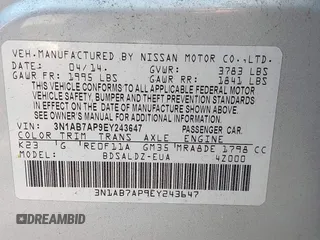 VEH.MANUFACTURED BY NISSAN MOTOR CO.,LTD.
DATE: 04/14. GVWR: 3783 LBS
GAWR FR: 1995 LBS GAWR RR: 1841 LBS
THIS VEHICLE CONFORMS TO ALL APPLICABLE FEDERAL MOTOR
VEHICLE SAFETY, BUMPER AND THEFT PREVENTION STANDARDS
IN EFFECT ON THE DATE OF MANUFACTURE SHOWN ABOVE.
SEE OWNER'S MANUAL FOR ADDITIONAL INFORMATION.
VIN: 3N1AB7AP9EY243647 PASSENGER CAR.
COLOR TRIM TRANS AXLE ENGINE
K23 'G 'RE0F11A GM35 'MRA8DE 1798 CC
MODEL: BDSALDZ-EUA 4Z000
3N1AB7AP9EY243647
DREAMBID